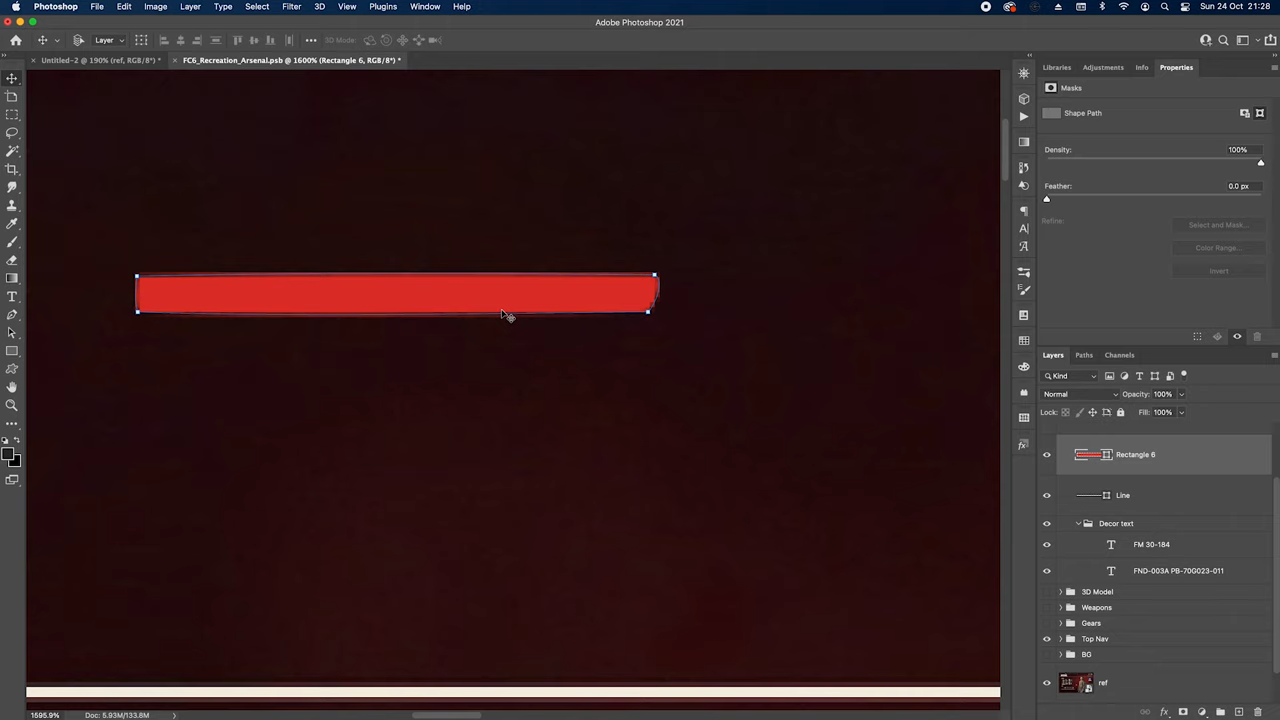 Photoshop File Edit Image Layer Type Select Filter 3D View Plugins Window Help Sun 24 Oct 21:28
Adobe Photoshop 2021
Layer 3D Mode:
Untitled-2 @ 190% (ref, RGB/8*) * FC6_Recreation_Arsenal.psb @ 1600% (Rectangle 6, RGB/8*) *
Libraries Adjustments Info Properties
Masks
Shape Path
Density: 100%
Feather: 0.0 px
Refine: Select and Mask...
Color Range...
Invert
Layers Paths Channels
Kind
Normal Opacity: 100%
Lock: Fill: 100%
Rectangle 6
Line
Decor text
FM 30-184
FND-003A PB-70G023-011
3D Model
Weapons
Gears
Top Nav
BG
ref
1595.9% Doc: 5.93M/133.8M